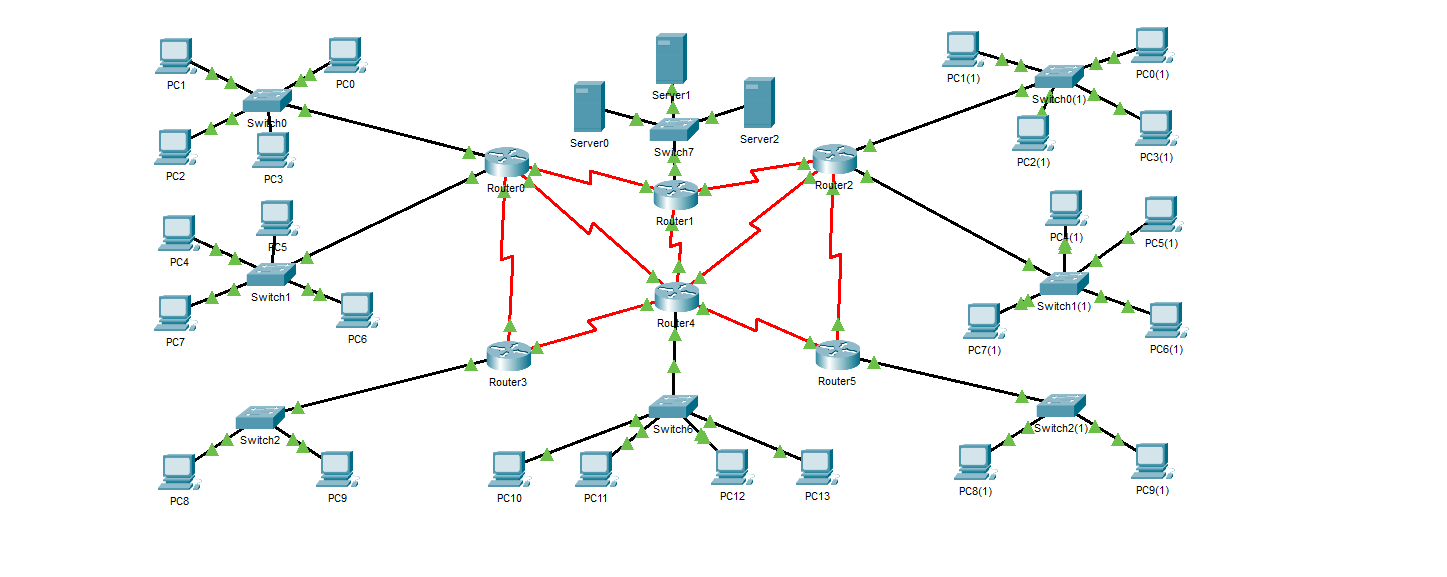 PC1
PC0
Switch0
PC2
PC3
Server1
Server0
Server2
Switch7
PC1(1)
PC0(1)
Switch0(1)
PC2(1)
PC3(1)
Router0
Router1
Router2
PC5
PC4
Switch1
PC7
PC6
PC4(1)
PC5(1)
Switch1(1)
PC7(1)
PC6(1)
Router4
Router3
Router5
Switch2
PC8
PC9
Switch6
PC10
PC11
PC12
PC13
Switch2(1)
PC8(1)
PC9(1)